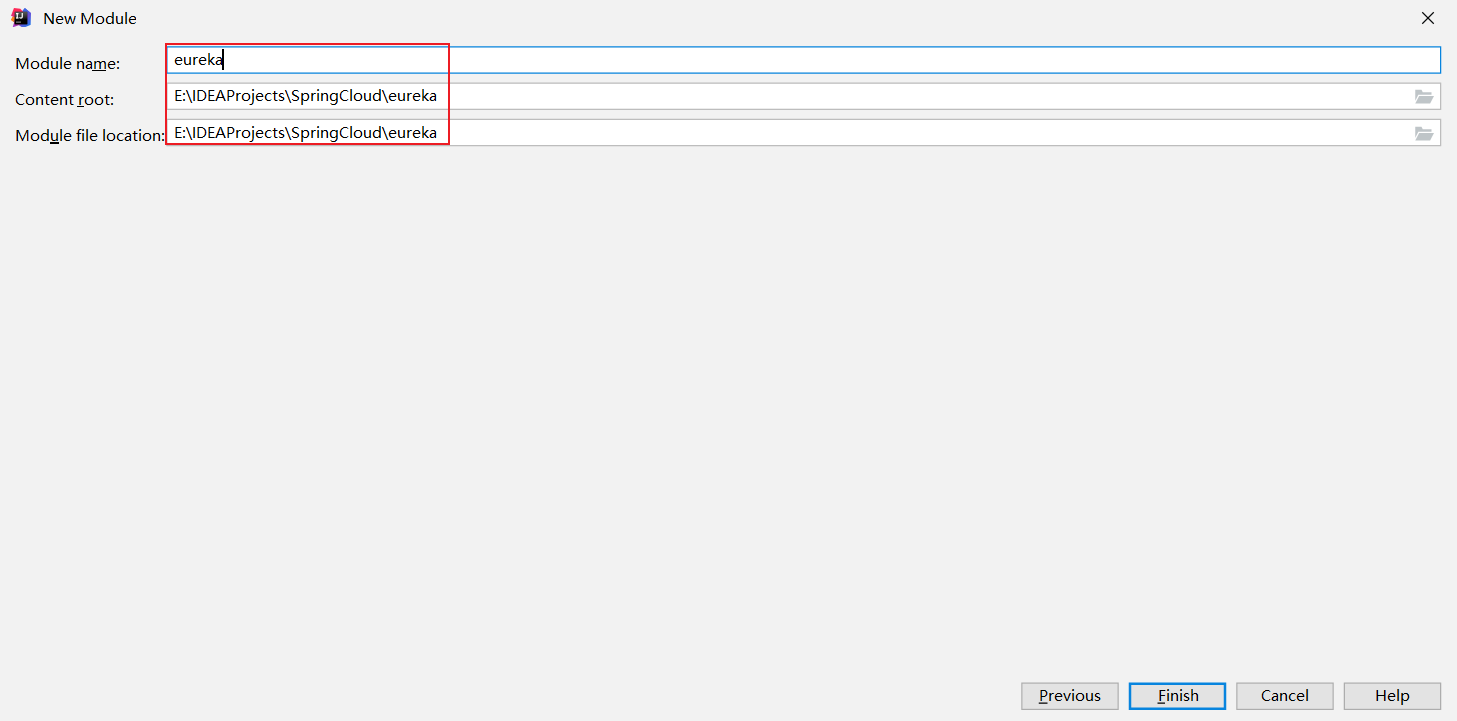 New Module
Module name: eureka
Content root: E:\IDEAProjects\SpringCloud\eureka
Module file location: E:\IDEAProjects\SpringCloud\eureka
Previous Finish Cancel Help